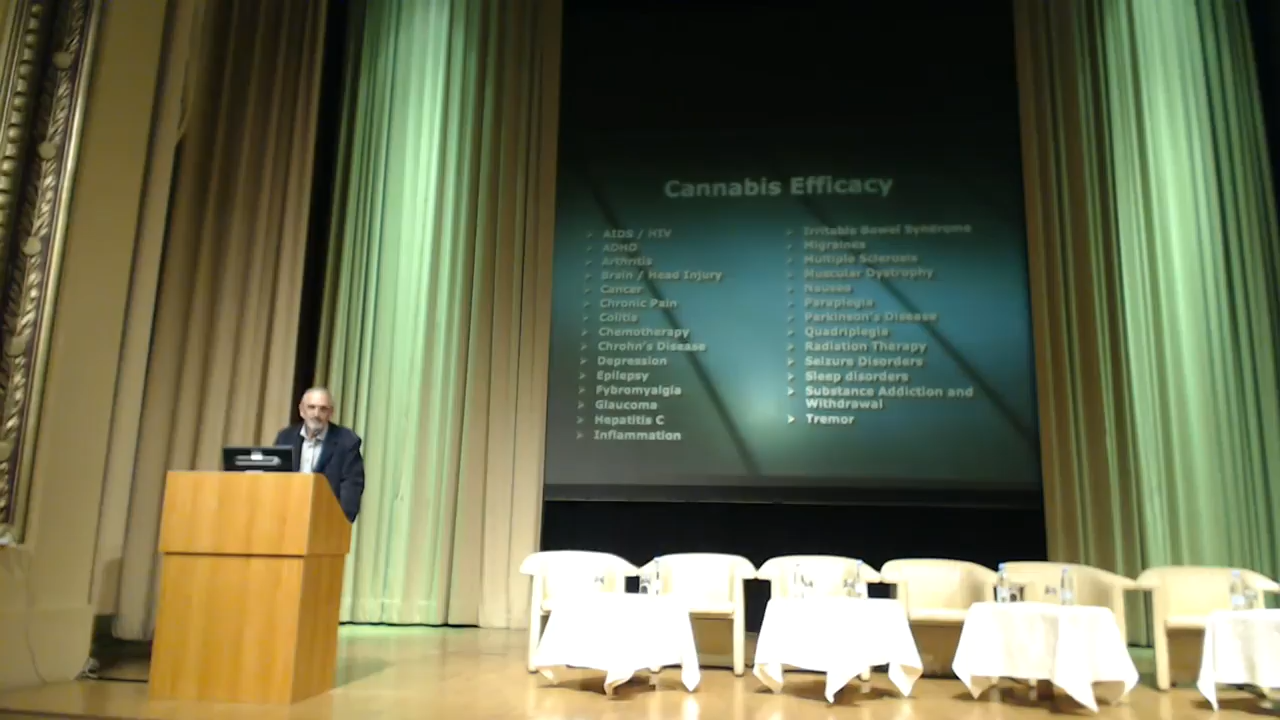 Cannabis Efficacy
AIDS / HIV
ADHD
Arthritis
Brain / Head Injury
Cancer
Chronic Pain
Colitis
Chemotherapy
Chrohn's Disease
Depression
Epilepsy
Fybromyalgia
Glaucoma
Hepatitis C
Inflammation
Irritable Bowel Syndrome
Migraines
Multiple Sclerosis
Muscular Dystrophy
Nausea
Paraplegia
Parkinson's Disease
Quadriplegia
Radiation Therapy
Seizure Disorders
Sleep disorders
Substance Addiction and
Withdrawal
Tremor